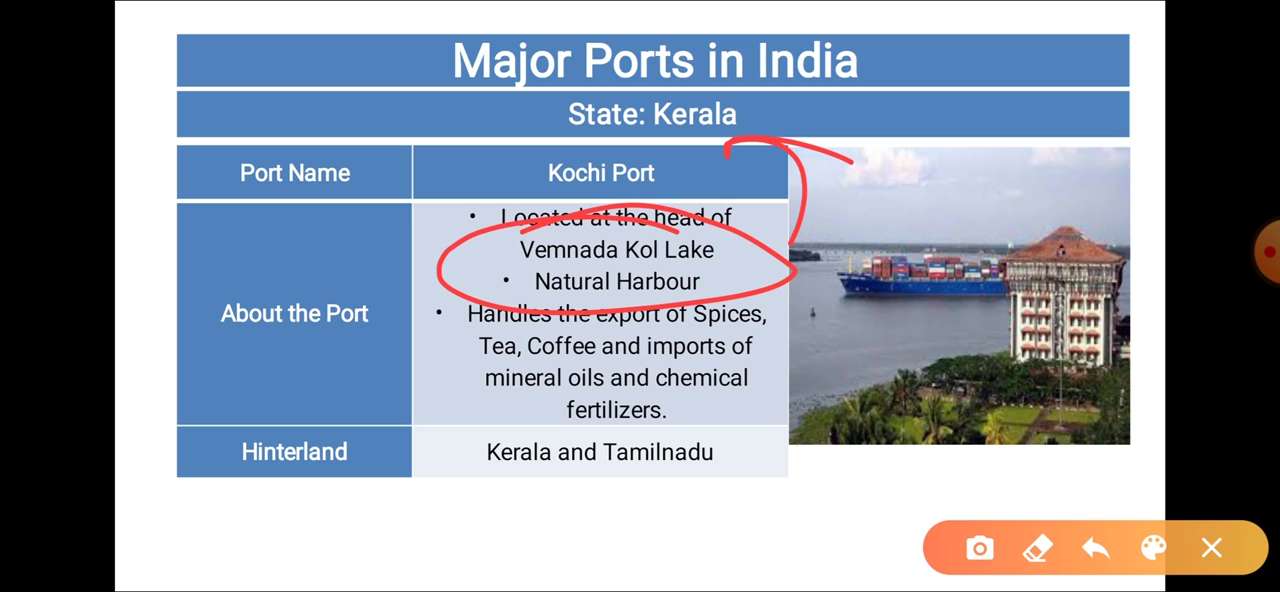 Major Ports in India
State: Kerala
Port Name
Kochi Port
About the Port
• Located at the head of
Vemnada Kol Lake
• Natural Harbour
• Handles the export of Spices,
Tea, Coffee and imports of
mineral oils and chemical
fertilizers.
Hinterland
Kerala and Tamilnadu